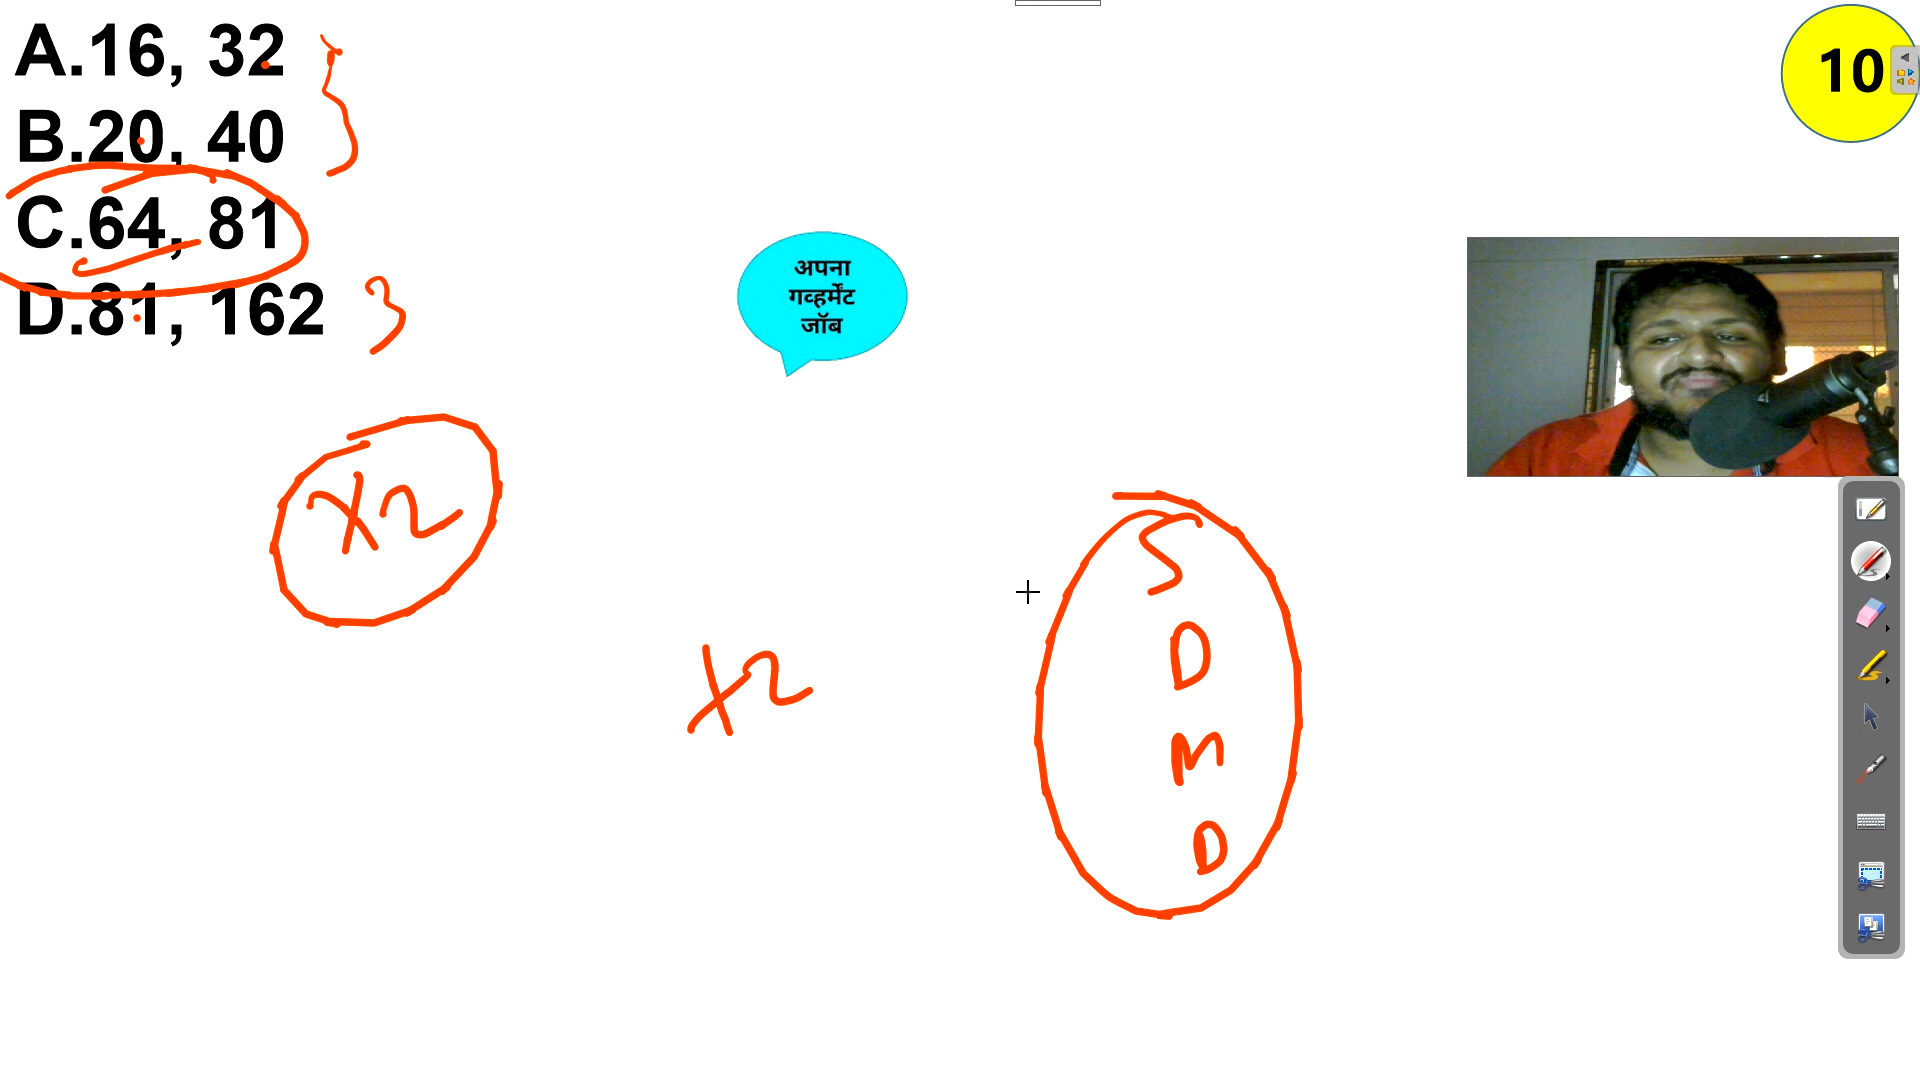 A.16, 32
B.20, 40
C.64, 81
D.81, 162
10
अपना
गव्हर्मेंट
जॉब
X2
X2
S
D
M
D